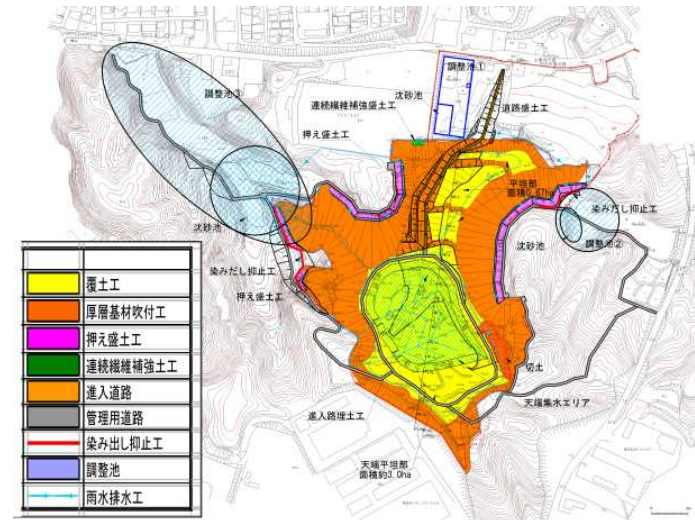 調整池①
沈砂池
連続繊維補強盛土工
道路盛土工
押え盛土工
調整池③
平坦部
面積0.67ha
染みだし抑止工
沈砂池
調整池②
沈砂池
染みだし抑止工
押え盛土工
切土
天端集水エリア
進入路埋土工
天端平坦部
面積約3.0ha
覆土工
厚層基材吹付工
押え盛土工
連続繊維補強土工
進入道路
管理用道路
染み出し抑止工
調整池
雨水排水工